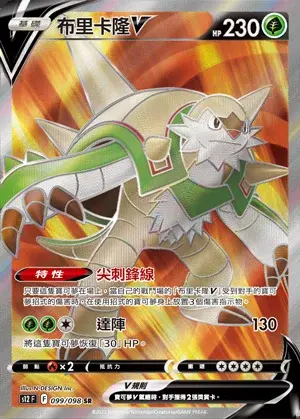 基礎 布里卡隆V HP 230
特性 尖刺鋒線
只要這隻寶可夢在場上，當自己的戰鬥場的「布里卡隆V」受到對手的寶可
夢招式的傷害時，在使用招式的寶可夢身上放置3個傷害指示物。
達陣 130
將這隻寶可夢恢復「30」HP。
弱點 ×2 抵抗力 撤退
Illus. N-DESIGN Inc.
V規則
寶可夢V氣絕時，對手獲得2張獎賞卡。
s12 F F 099/098 SR